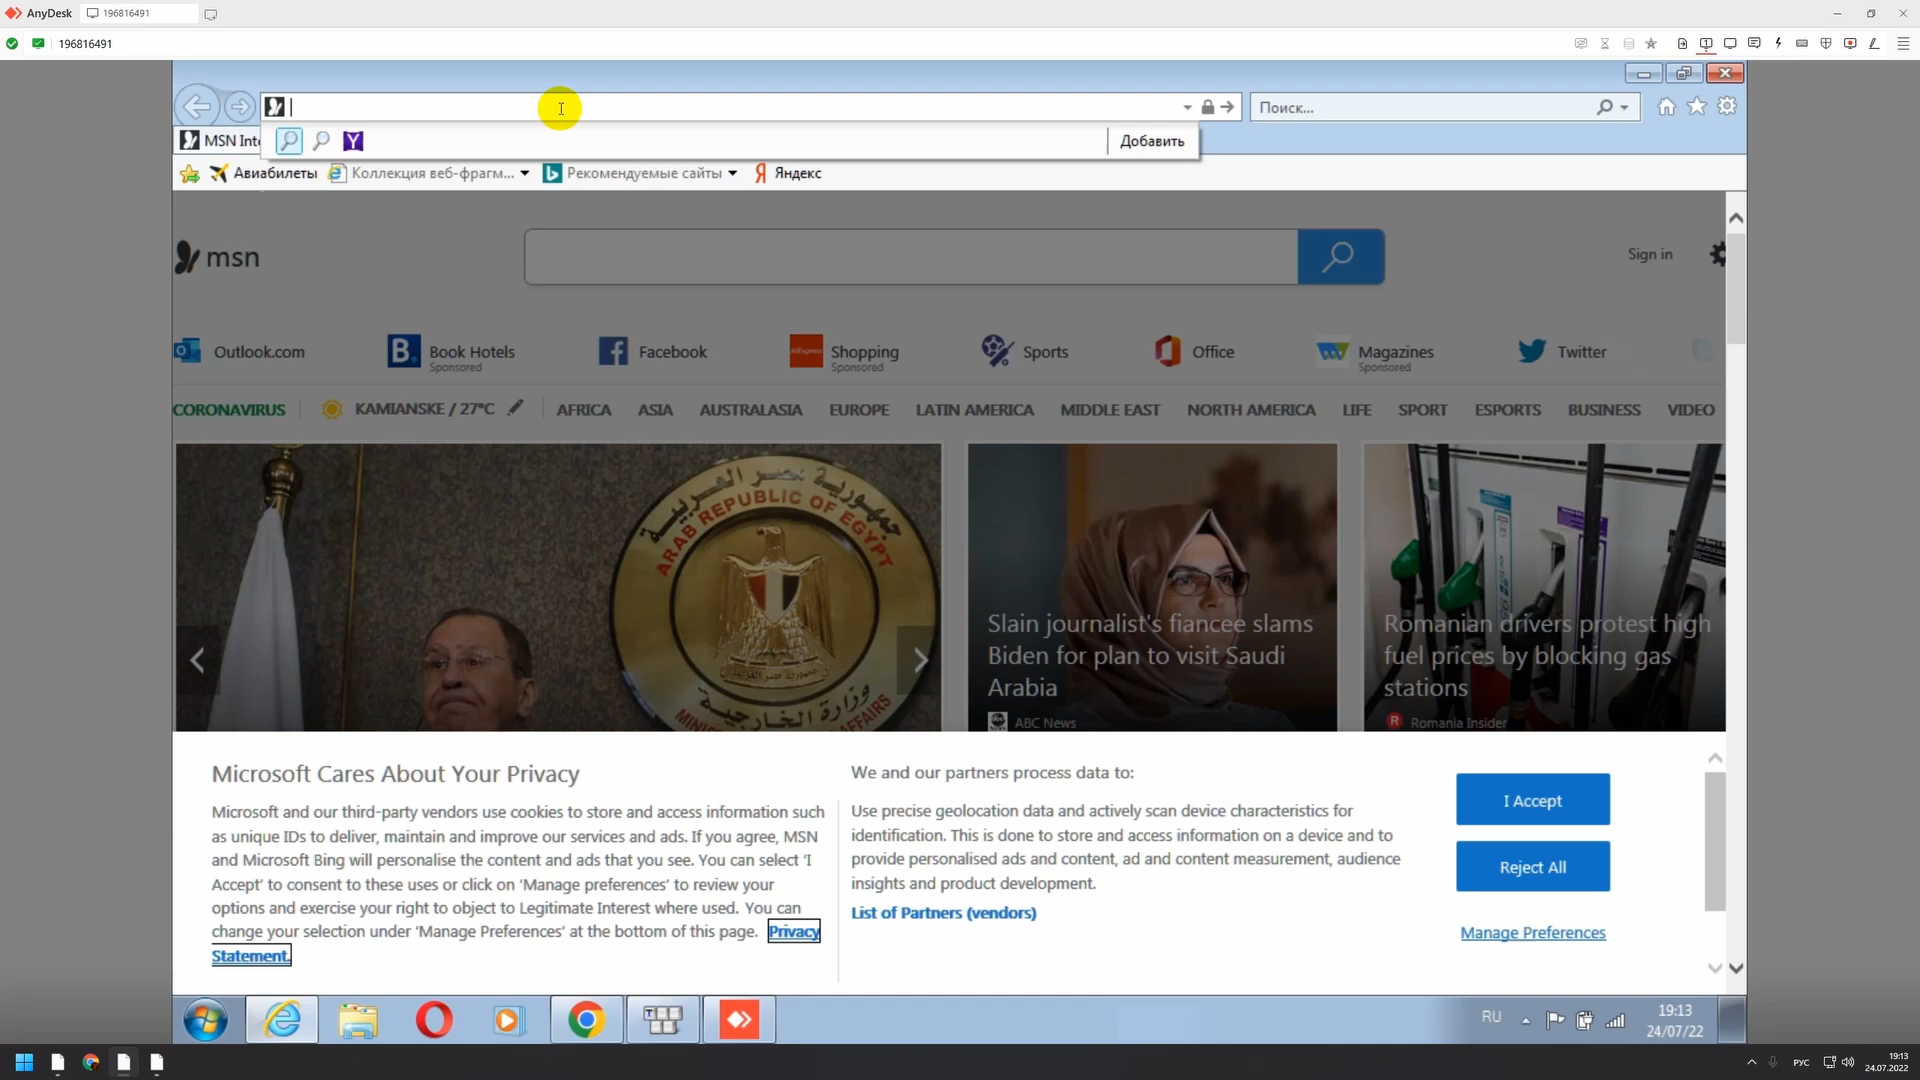 AnyDesk
196816491
196816491
Поиск...
MSN Inte
Добавить
Авиабилеты
Коллекция веб-фрагм...
Рекомендуемые сайты
Яндекс
msn
Sign in
Outlook.com
B.
Book Hotels
Sponsored
Facebook
AliExpress
Shopping
Sponsored
Sports
Office
Magazines
Sponsored
Twitter
CORONAVIRUS
KAMIANSKE / 27°C
AFRICA
ASIA
AUSTRALASIA
EUROPE
LATIN AMERICA
MIDDLE EAST
NORTH AMERICA
LIFE
SPORT
ESPORTS
BUSINESS
VIDEO
جمهورية مصر العربية
ARAB REPUBLIC OF EGYPT
وزارة الخارجية
Slain journalist's fiancee slams
Biden for plan to visit Saudi
Arabia
abc
ABC News
Romanian drivers protest high
fuel prices by blocking gas
stations
R
Romania Insider
Microsoft Cares About Your Privacy
Microsoft and our third-party vendors use cookies to store and access information such
as unique IDs to deliver, maintain and improve our services and ads. If you agree, MSN
and Microsoft Bing will personalise the content and ads that you see. You can select 'I
Accept' to consent to these uses or click on 'Manage preferences' to review your
options and exercise your right to object to Legitimate Interest where used. You can
change your selection under 'Manage Preferences' at the bottom of this page. Privacy
Statement.
We and our partners process data to:
Use precise geolocation data and actively scan device characteristics for
identification. This is done to store and access information on a device and to
provide personalised ads and content, ad and content measurement, audience
insights and product development.
List of Partners (vendors)
I Accept
Reject All
Manage Preferences
RU
19:13
24/07/22
РУС
19:13
24.07.2022